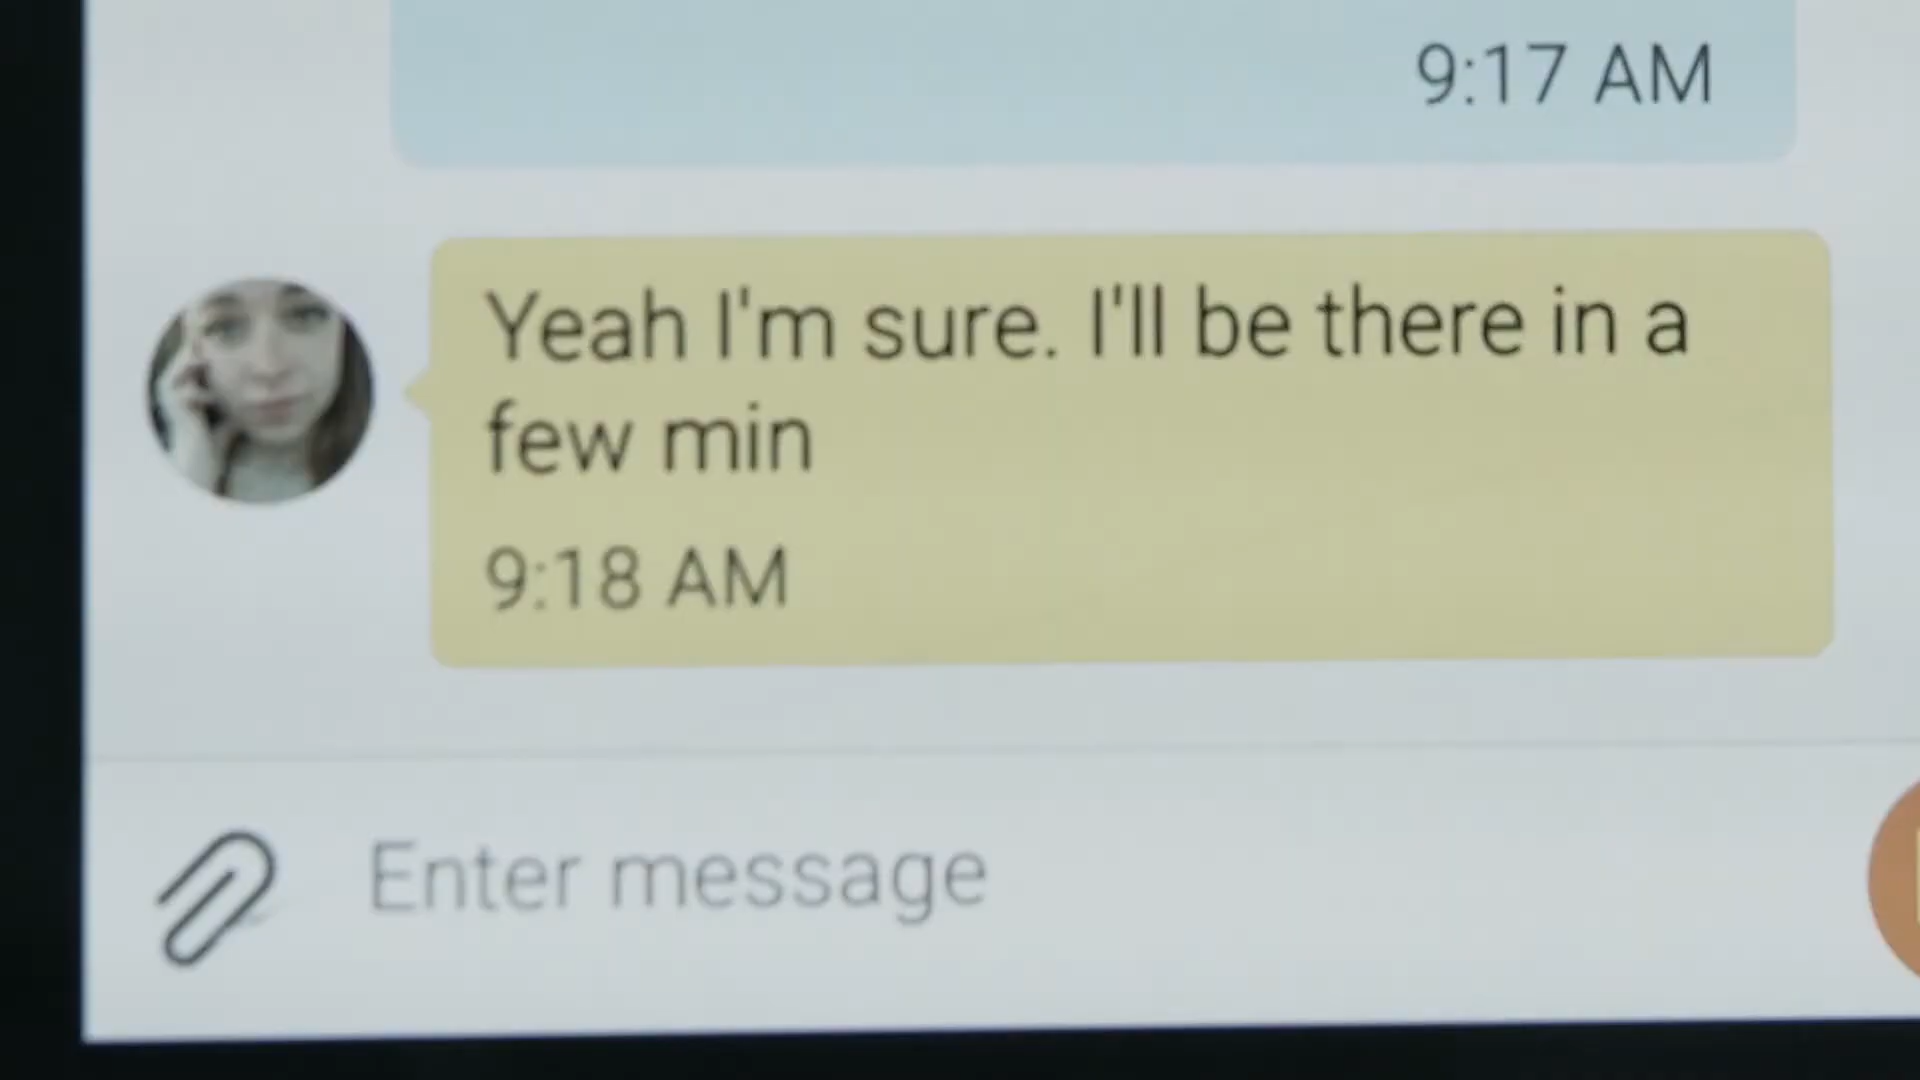 9:17 AM
Yeah I'm sure. I'll be there in a
few min
9:18 AM
Enter message